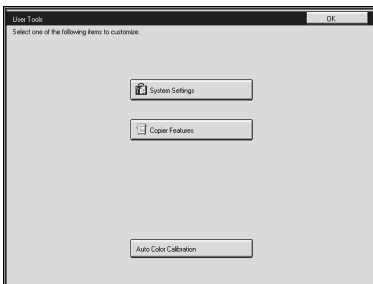 User Tools
OK
Select one of the following items to customize.
System Settings
Copier Features
Auto Color Calibration